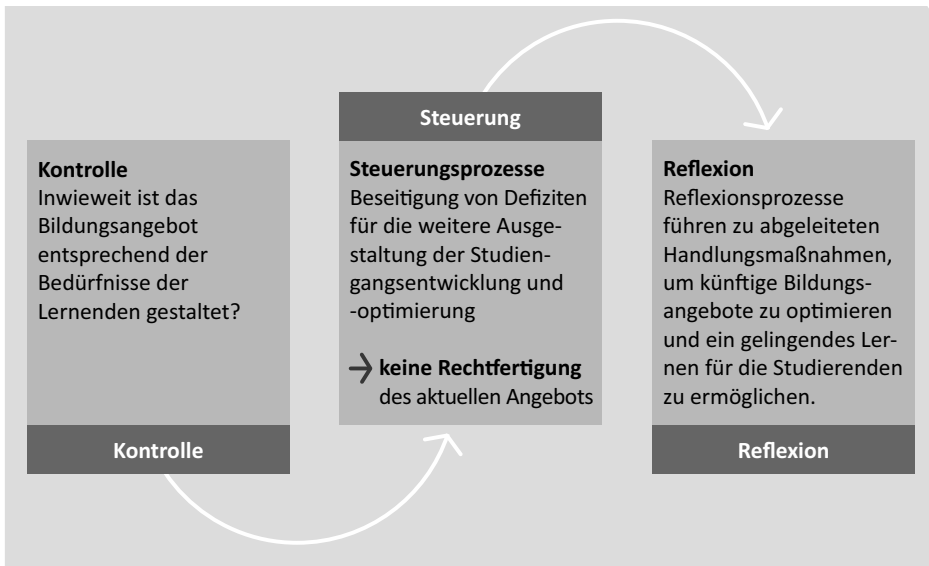 Kontrolle
Inwieweit ist das
Bildungsangebot
entsprechend der
Bedürfnisse der
Lernenden gestaltet?
Kontrolle
Steuerung
Steuerungsprozesse
Beseitigung von Defiziten
für die weitere Ausge-
staltung der Studien-
gangsentwicklung und
-optimierung
keine Rechtfertigung
des aktuellen Angebots
Reflexion
Reflexionsprozesse
führen zu abgeleiteten
Handlungsmaßnahmen,
um künftige Bildungs-
angebote zu optimieren
und ein gelingendes Ler-
nen für die Studierenden
zu ermöglichen.
Reflexion